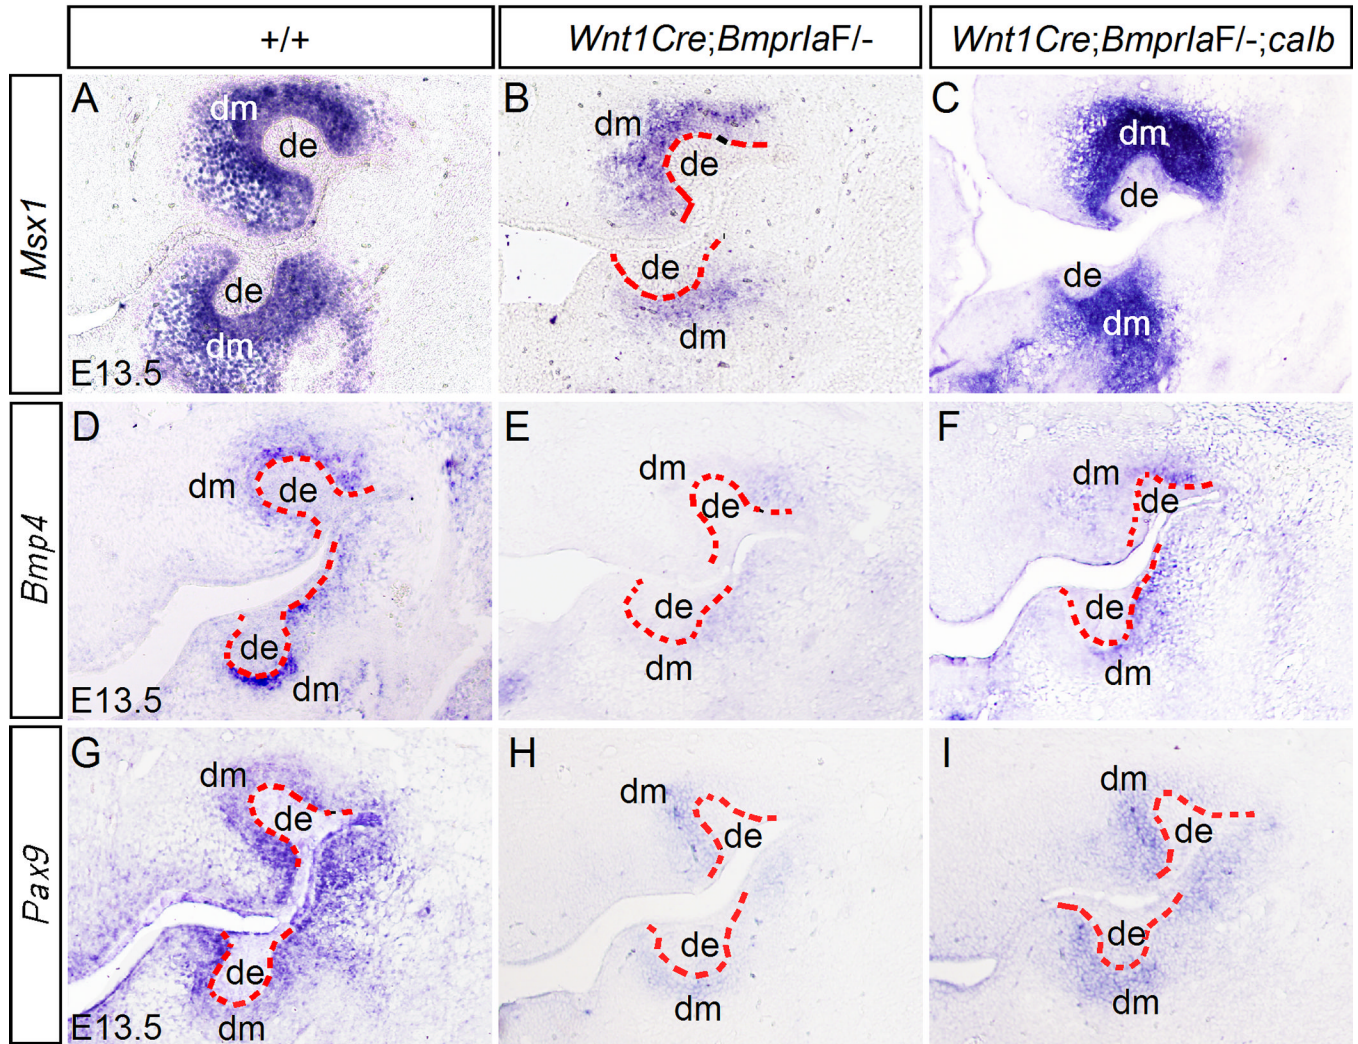 +/+
Wnt1Cre;BmprIaF/-
Wnt1Cre;BmprIaF/-;caIb
Msx1
A
dm
de
de
dm
E13.5
B
dm
de
de
dm
C
dm
de
de
dm
Bmp4
D
dm
de
de
dm
E13.5
E
dm
de
de
dm
F
dm
de
de
dm
Pax9
G
dm
de
de
dm
E13.5
H
dm
de
de
dm
I
dm
de
de
dm